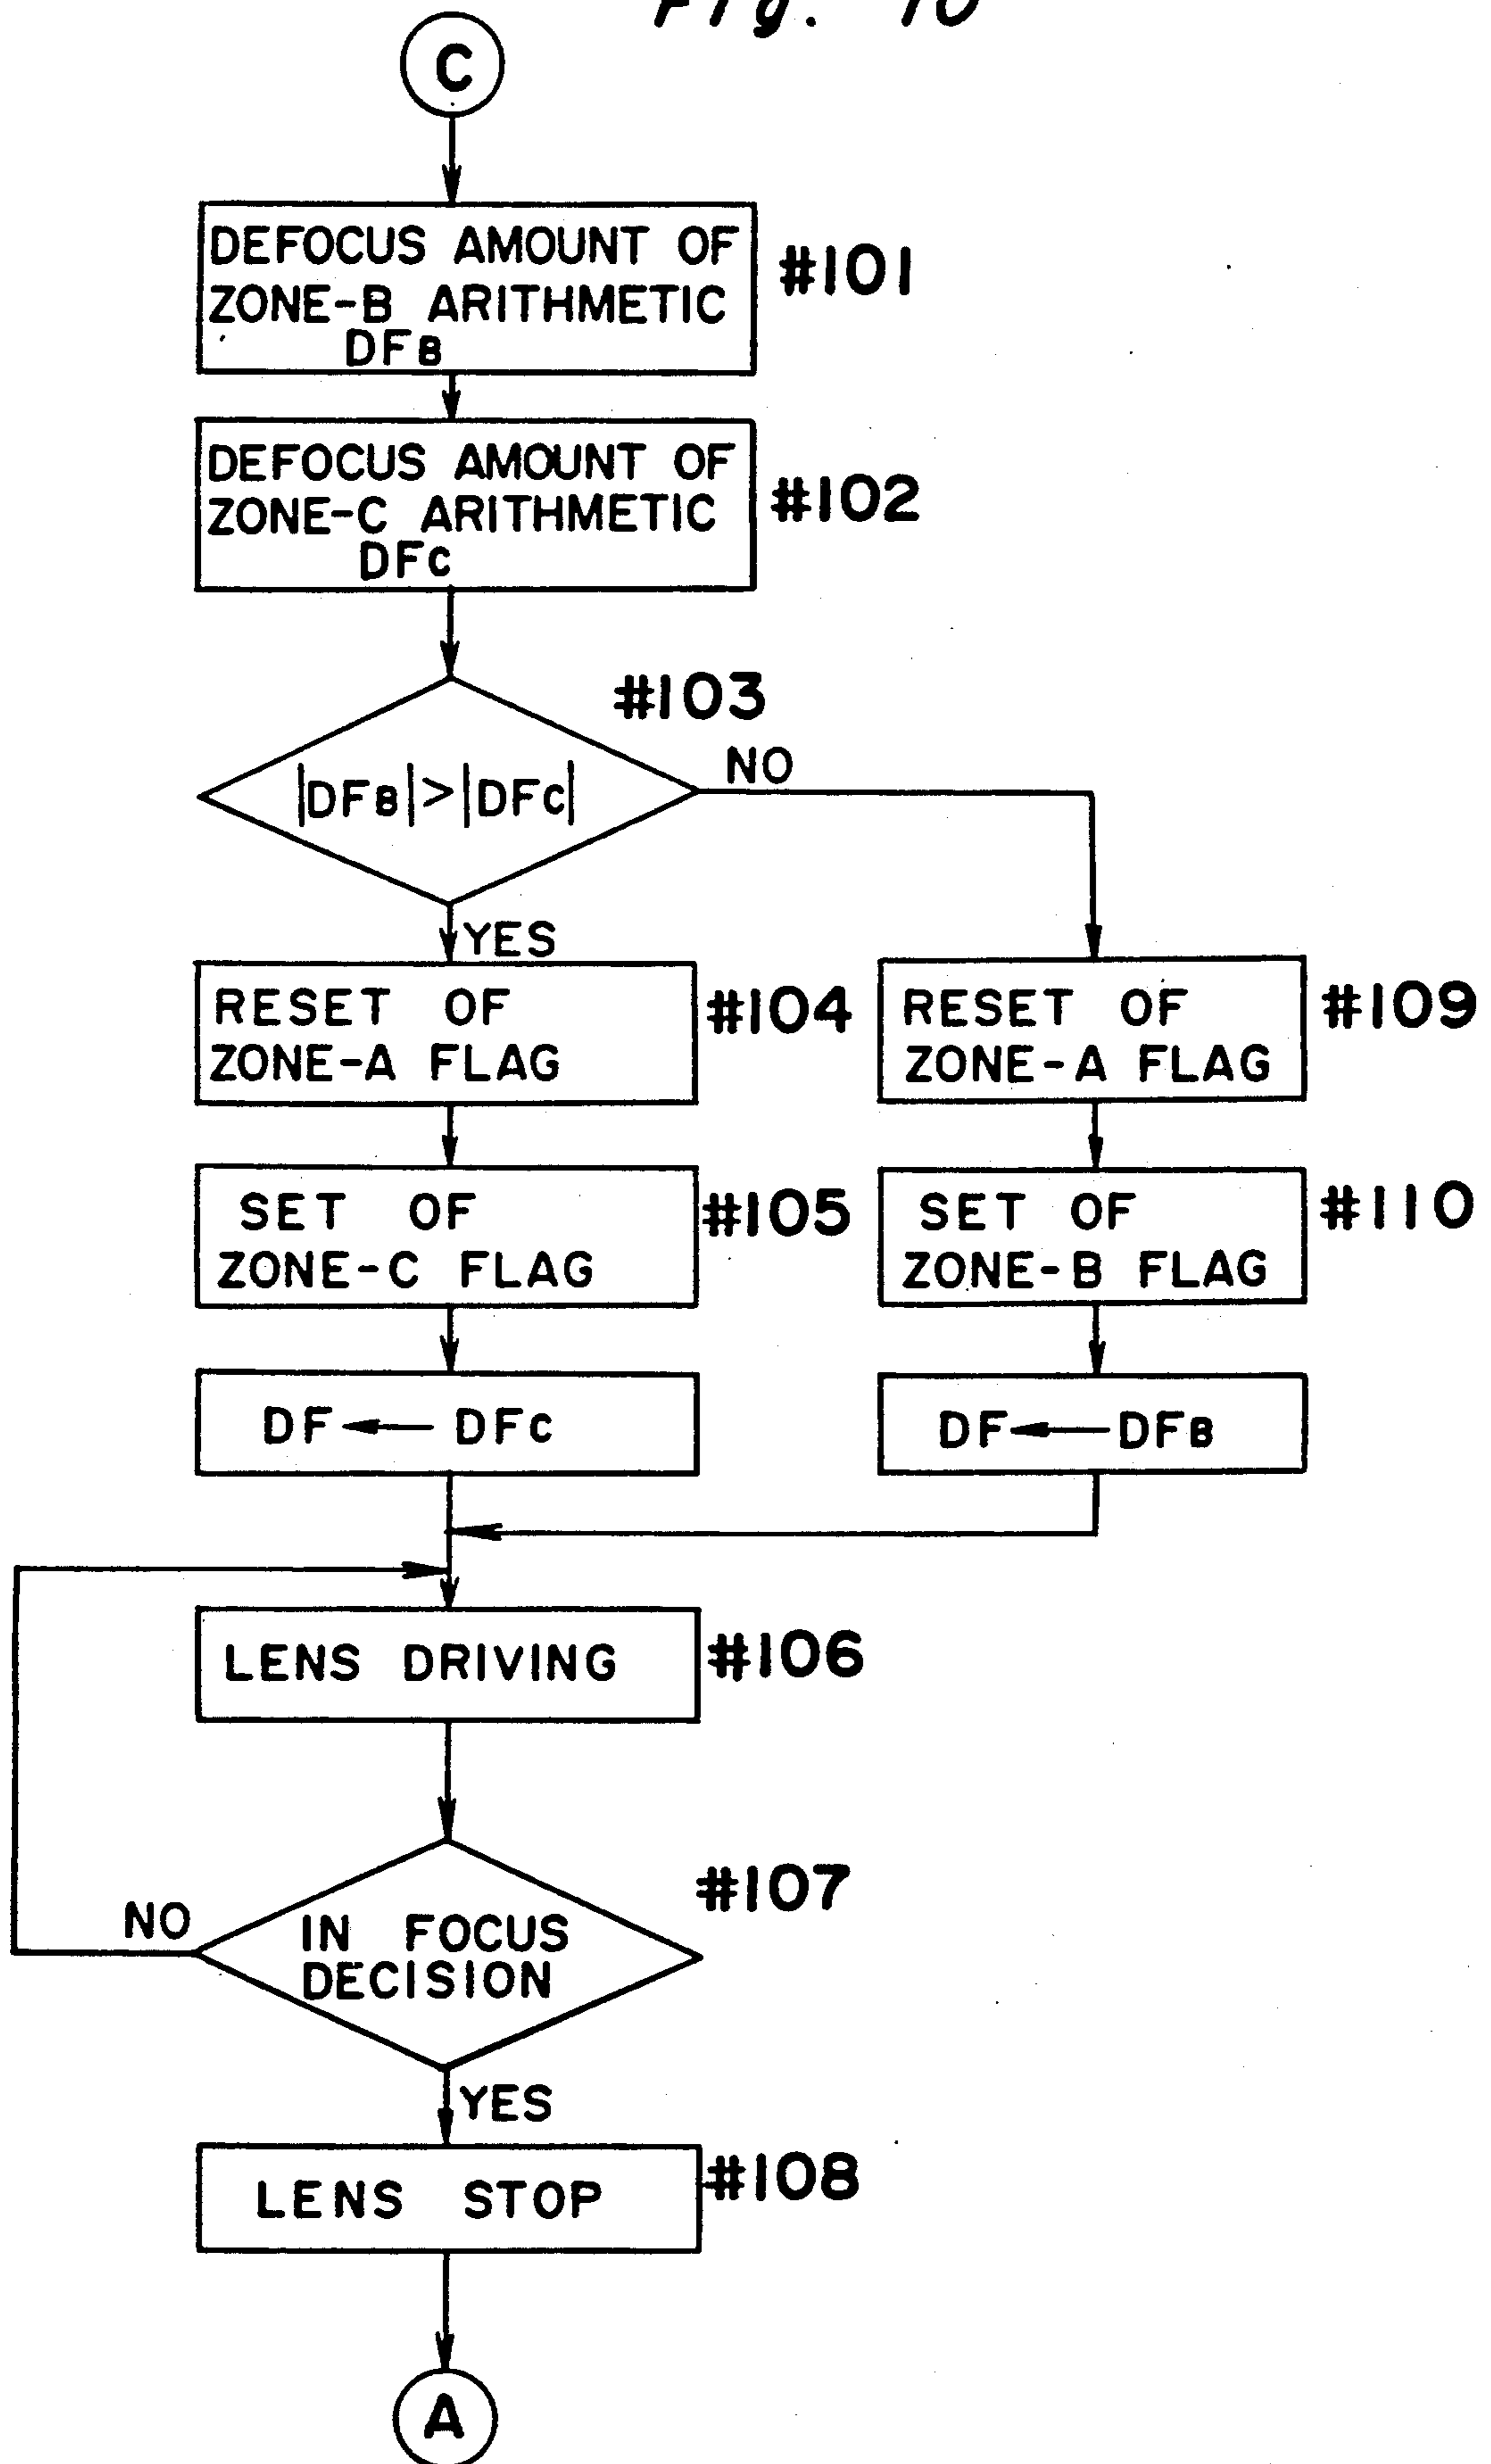 Fig. 10
C
DEFOCUS AMOUNT OF
ZONE-B ARITHMETIC
DFB
#101
DEFOCUS AMOUNT OF
ZONE-C ARITHMETIC
DFC
#102
#103
|DFB|>|DFC|
NO
YES
RESET OF
ZONE-A FLAG
#104
RESET OF
ZONE-A FLAG
#109
SET OF
ZONE-C FLAG
#105
SET OF
ZONE-B FLAG
#110
DF ← DFC
DF ← DFB
LENS DRIVING
#106
#107
NO
IN FOCUS
DECISION
YES
LENS STOP
#108
A